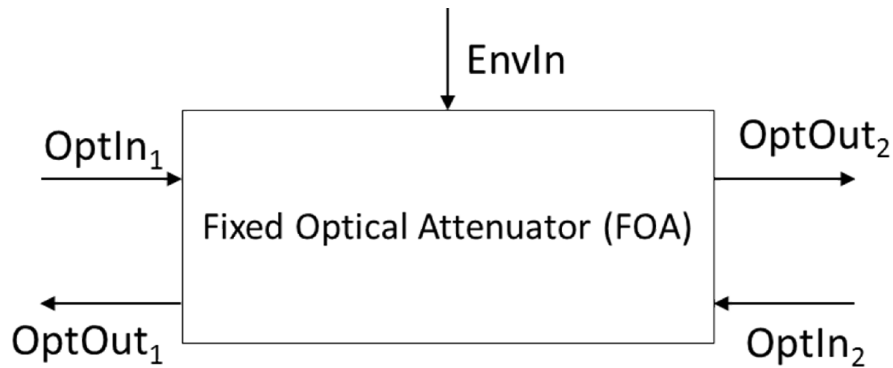 EnvIn
OptIn₁
OptOut₂
Fixed Optical Attenuator (FOA)
OptOut₁
OptIn₂